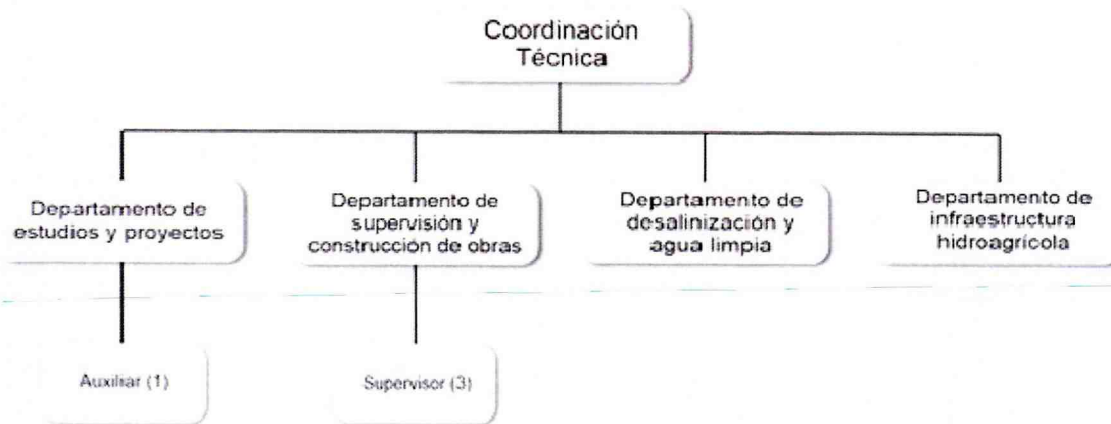 Coordinación
Técnica
Departamento de
estudios y proyectos
Departamento de
supervisión y
construcción de obras
Departamento de
desalinización y
agua limpia
Departamento de
infraestructura
hidroagrícola
Auxiliar (1)
Supervisor (3)